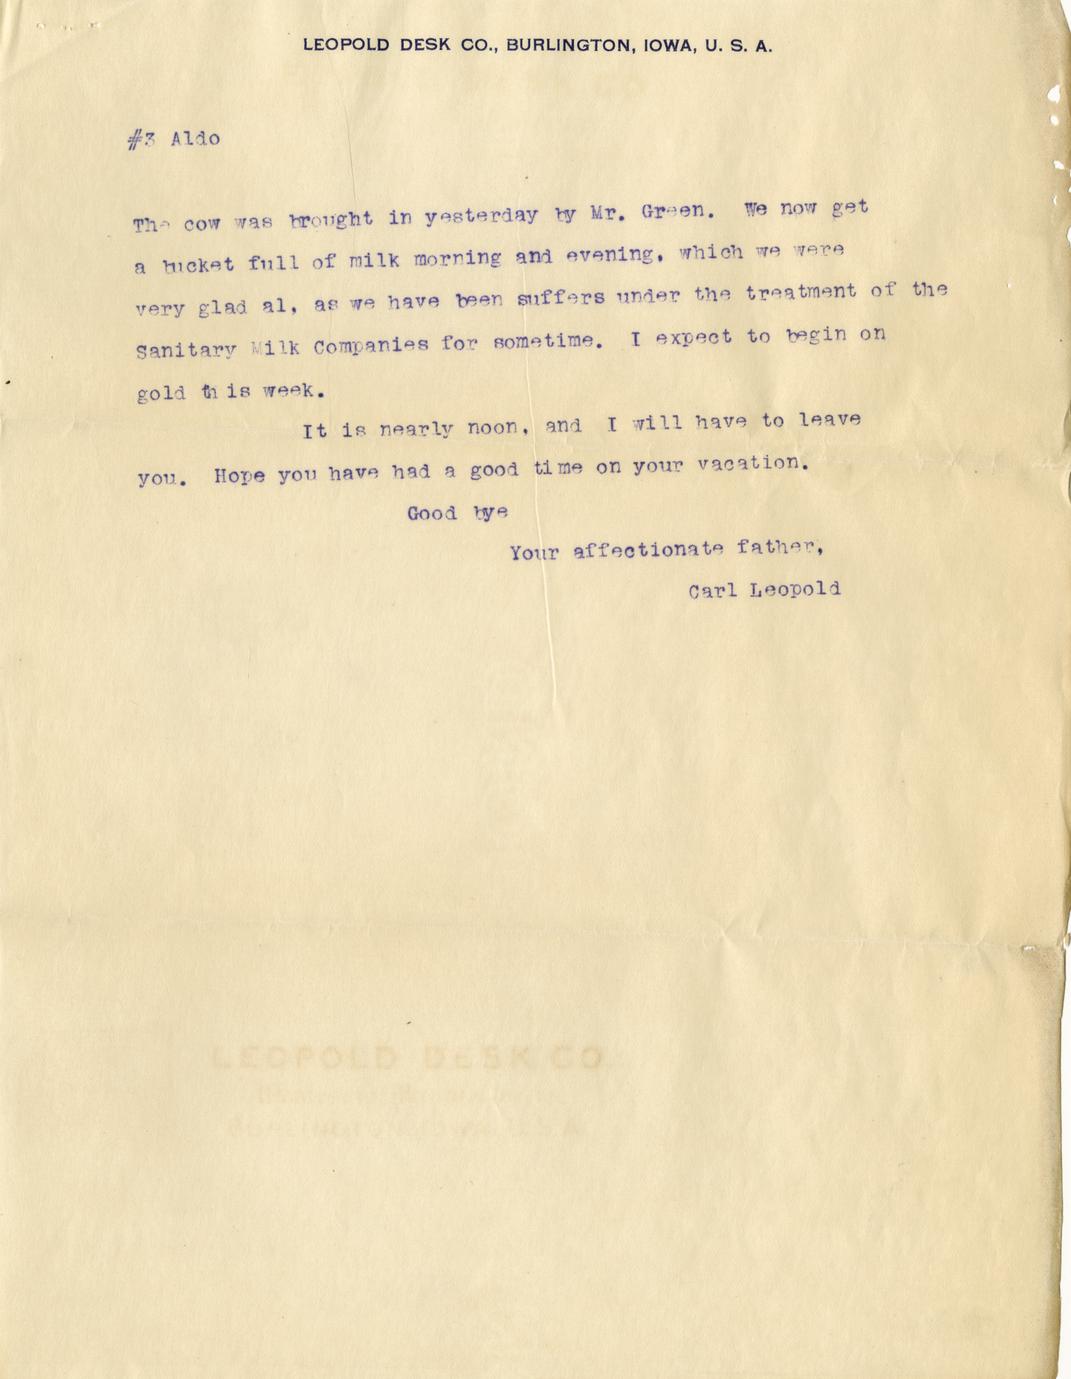 LEOPOLD DESK CO., BURLINGTON, IOWA, U. S. A.
#3 Aldo
The cow was brought in yesterday by Mr. Green. We now get
a bucket full of milk morning and evening, which we were
very glad al, as we have been suffers under the treatment of the
Sanitary Milk Companies for sometime. I expect to begin on
gold this week.
It is nearly noon, and I will have to leave
you. Hope you have had a good time on your vacation.
Good bye
Your affectionate father,
Carl Leopold
LEOPOLD DESK CO